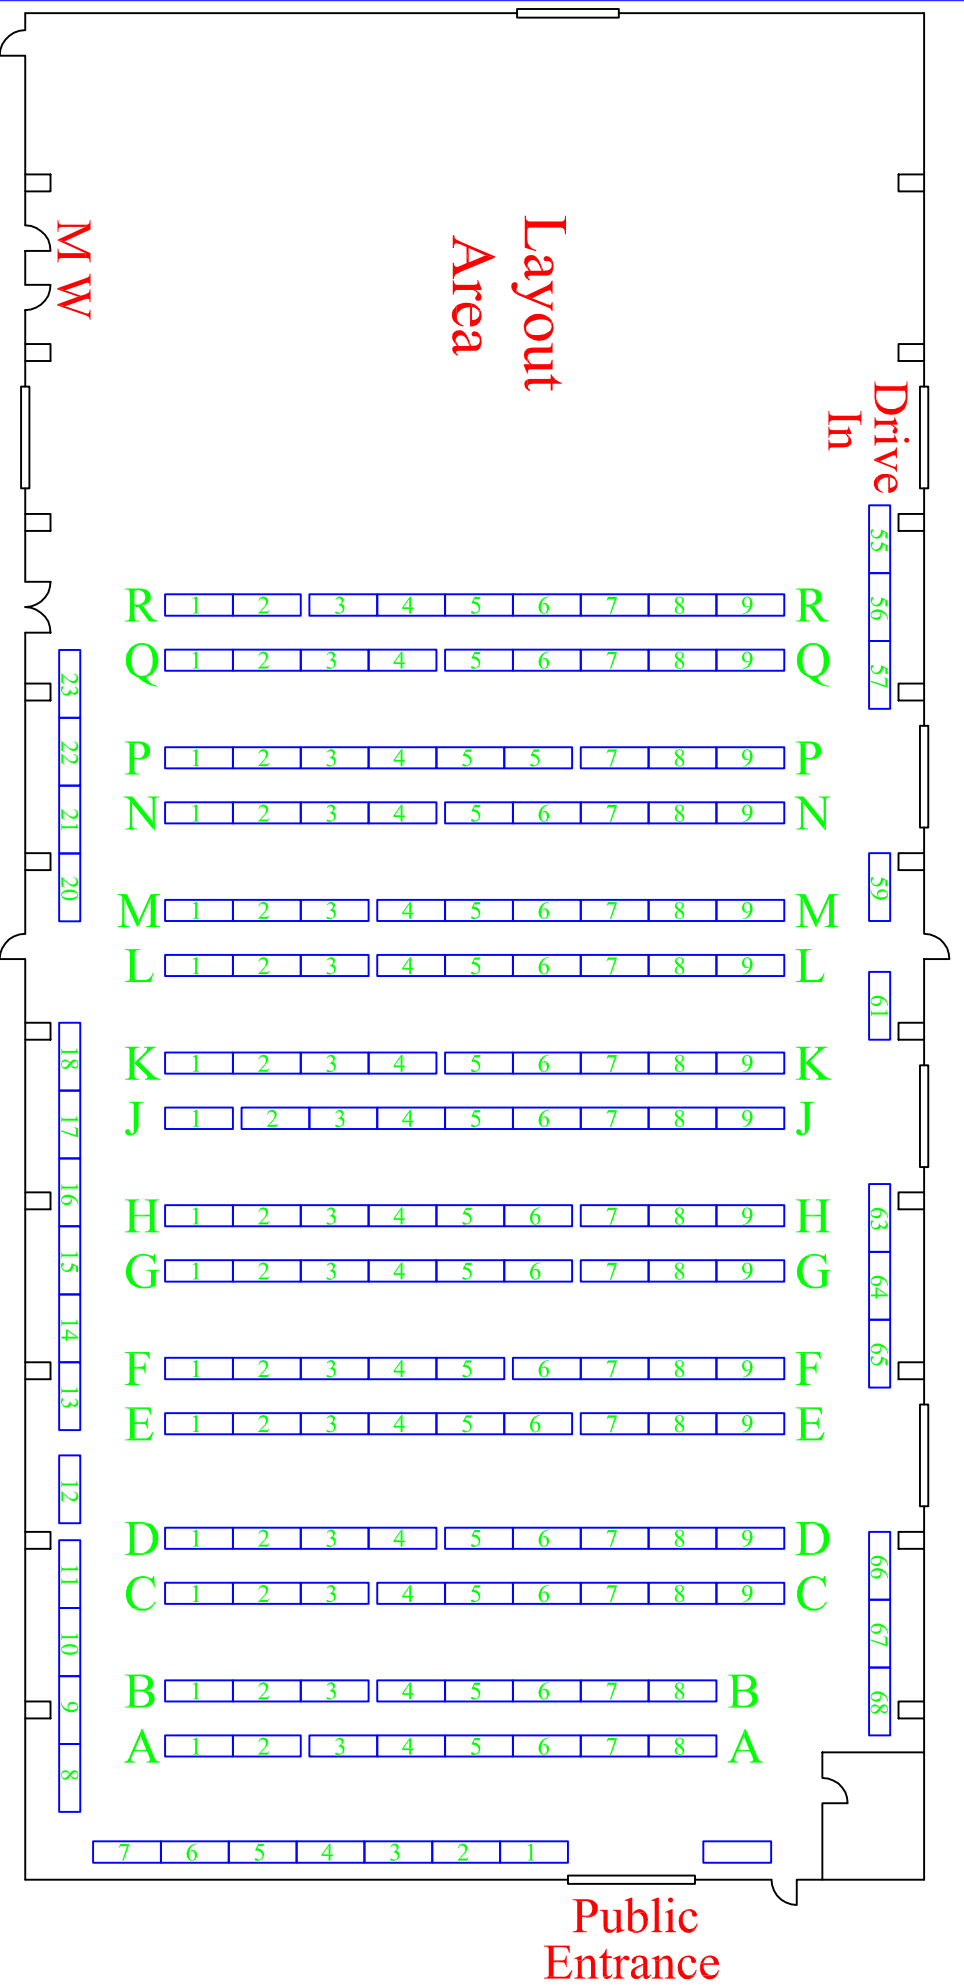 M W
Layout
Area
Drive
In
55
56
57
R 1 2 3 4 5 6 7 8 9 R
Q 1 2 3 4 5 6 7 8 9 Q
P 1 2 3 4 5 5 7 8 9 P
N 1 2 3 4 5 6 7 8 9 N
M 1 2 3 4 5 6 7 8 9 M
L 1 2 3 4 5 6 7 8 9 L
K 1 2 3 4 5 6 7 8 9 K
J 1 2 3 4 5 6 7 8 9 J
H 1 2 3 4 5 6 7 8 9 H
G 1 2 3 4 5 6 7 8 9 G
F 1 2 3 4 5 6 7 8 9 F
E 1 2 3 4 5 6 7 8 9 E
D 1 2 3 4 5 6 7 8 9 D
C 1 2 3 4 5 6 7 8 9 C
B 1 2 3 4 5 6 7 8 B
A 1 2 3 4 5 6 7 8 A
23
22
21
20
18
17
16
15
14
13
12
11
10
9
8
59
61
63
64
65
66
67
68
7 6 5 4 3 2 1
Public
Entrance